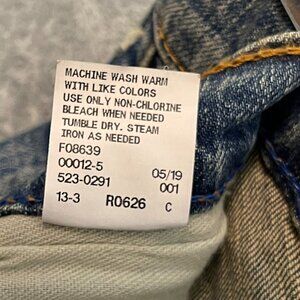 MACHINE WASH WARM
WITH LIKE COLORS
USE ONLY NON-CHLORINE
BLEACH WHEN NEEDED
TUMBLE DRY. STEAM
IRON AS NEEDED
F08639
00012-5 05/19
523-0291 001
13-3 R0626 C